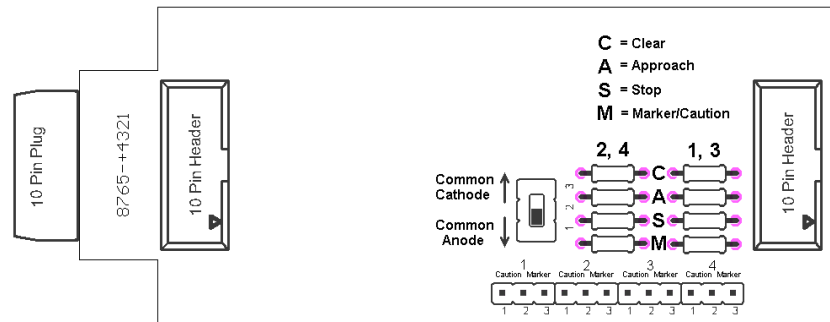 C = Clear
A = Approach
S = Stop
M = Marker/Caution
10 Pin Plug
8765-+4321
10 Pin Header
10 Pin Header
2, 4
1, 3
Common
Cathode
Common
Anode
3
2
1
C
A
S
M
1
2
3
4
Caution Marker
Caution Marker
Caution Marker
Caution Marker
1 2 3
1 2 3
1 2 3
1 2 3